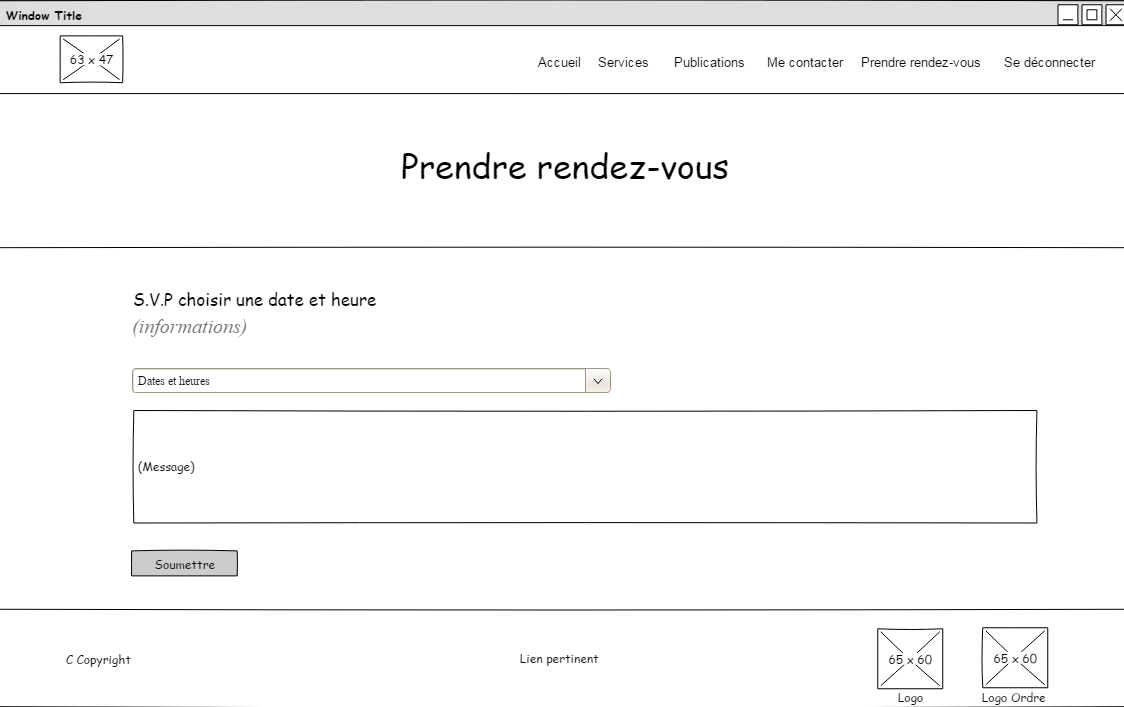 Window Title
63 x 47
Accueil Services Publications Me contacter Prendre rendez-vous Se déconnecter
Prendre rendez-vous
S.V.P choisir une date et heure
(informations)
Dates et heures
(Message)
Soumettre
C Copyright
Lien pertinent
65 x 60
65 x 60
Logo
Logo Ordre